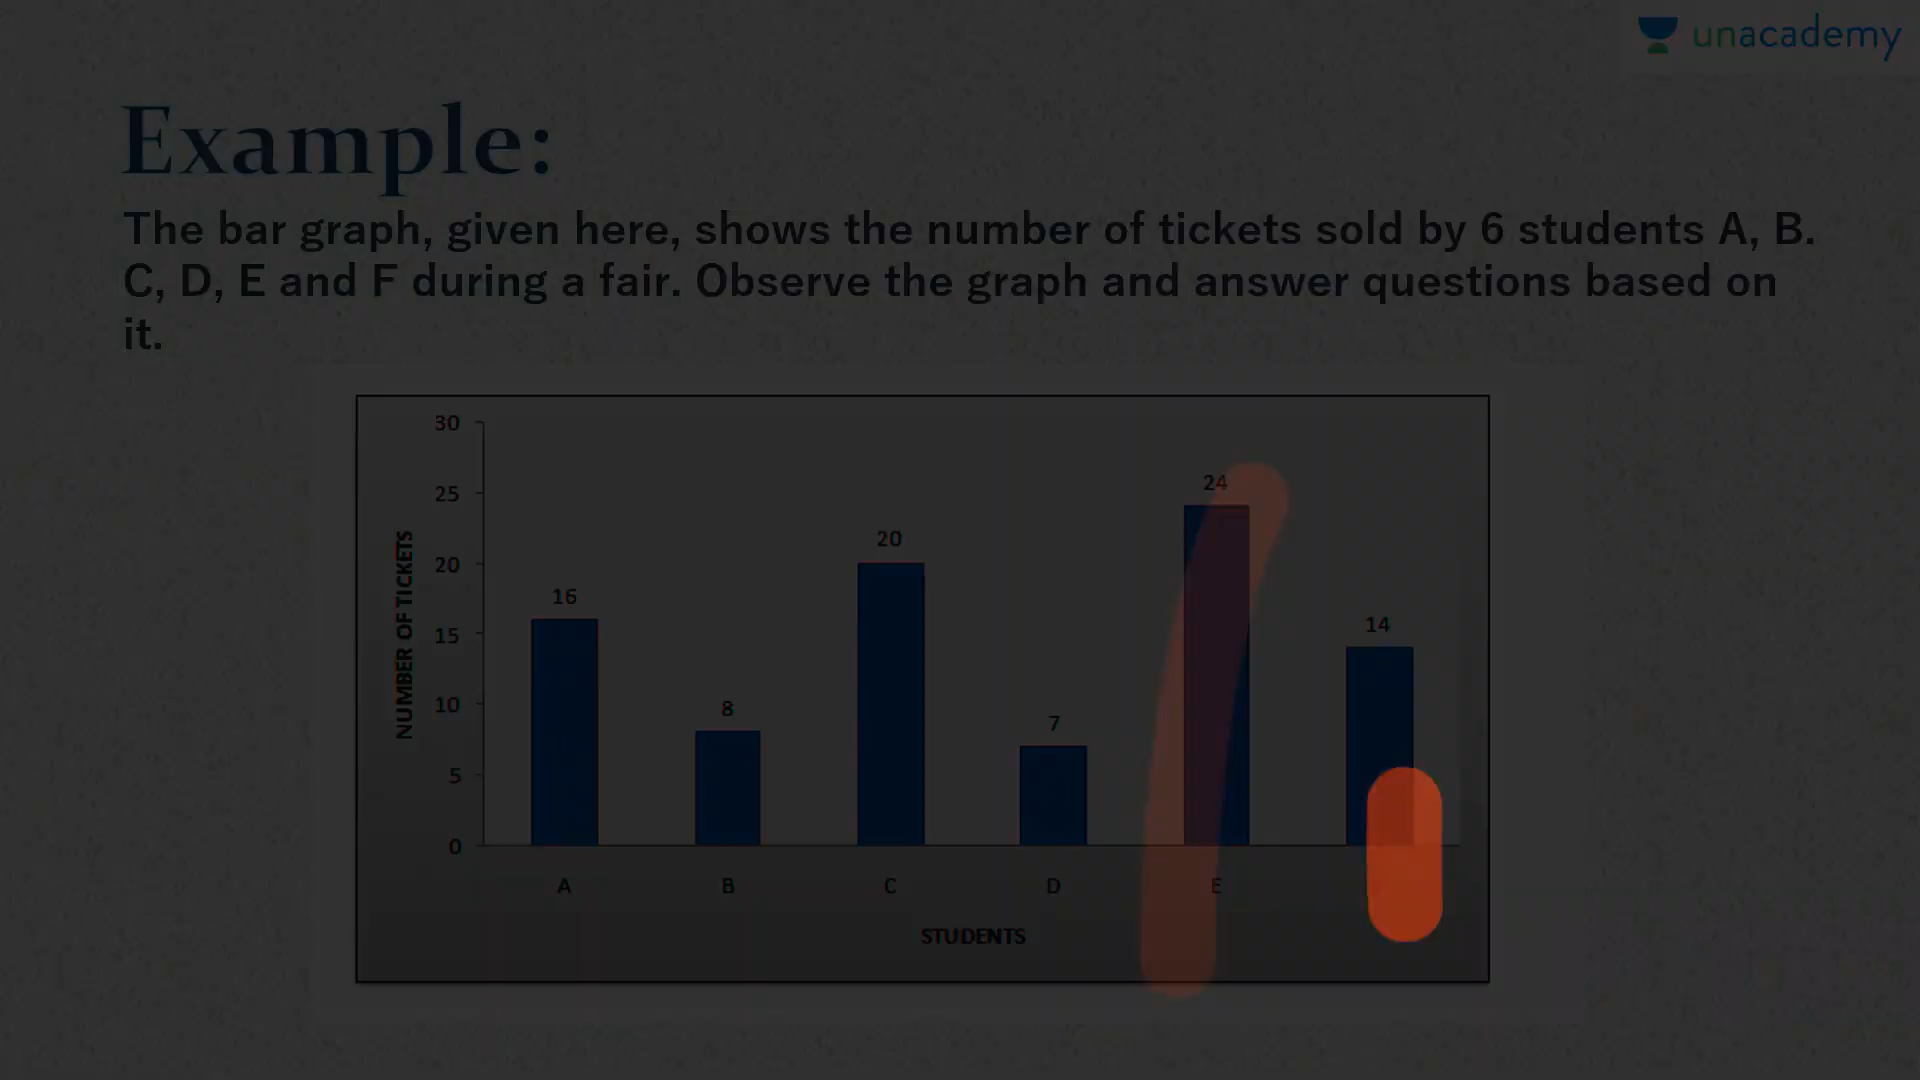 unacademy
Example:
The bar graph, given here, shows the number of tickets sold by 6 students A, B.
C, D, E and F during a fair. Observe the graph and answer questions based on
it.
30
25
20
15
10
5
0
NUMBER OF TICKETS
16
8
20
7
24
14
A
B
C
D
E
STUDENTS